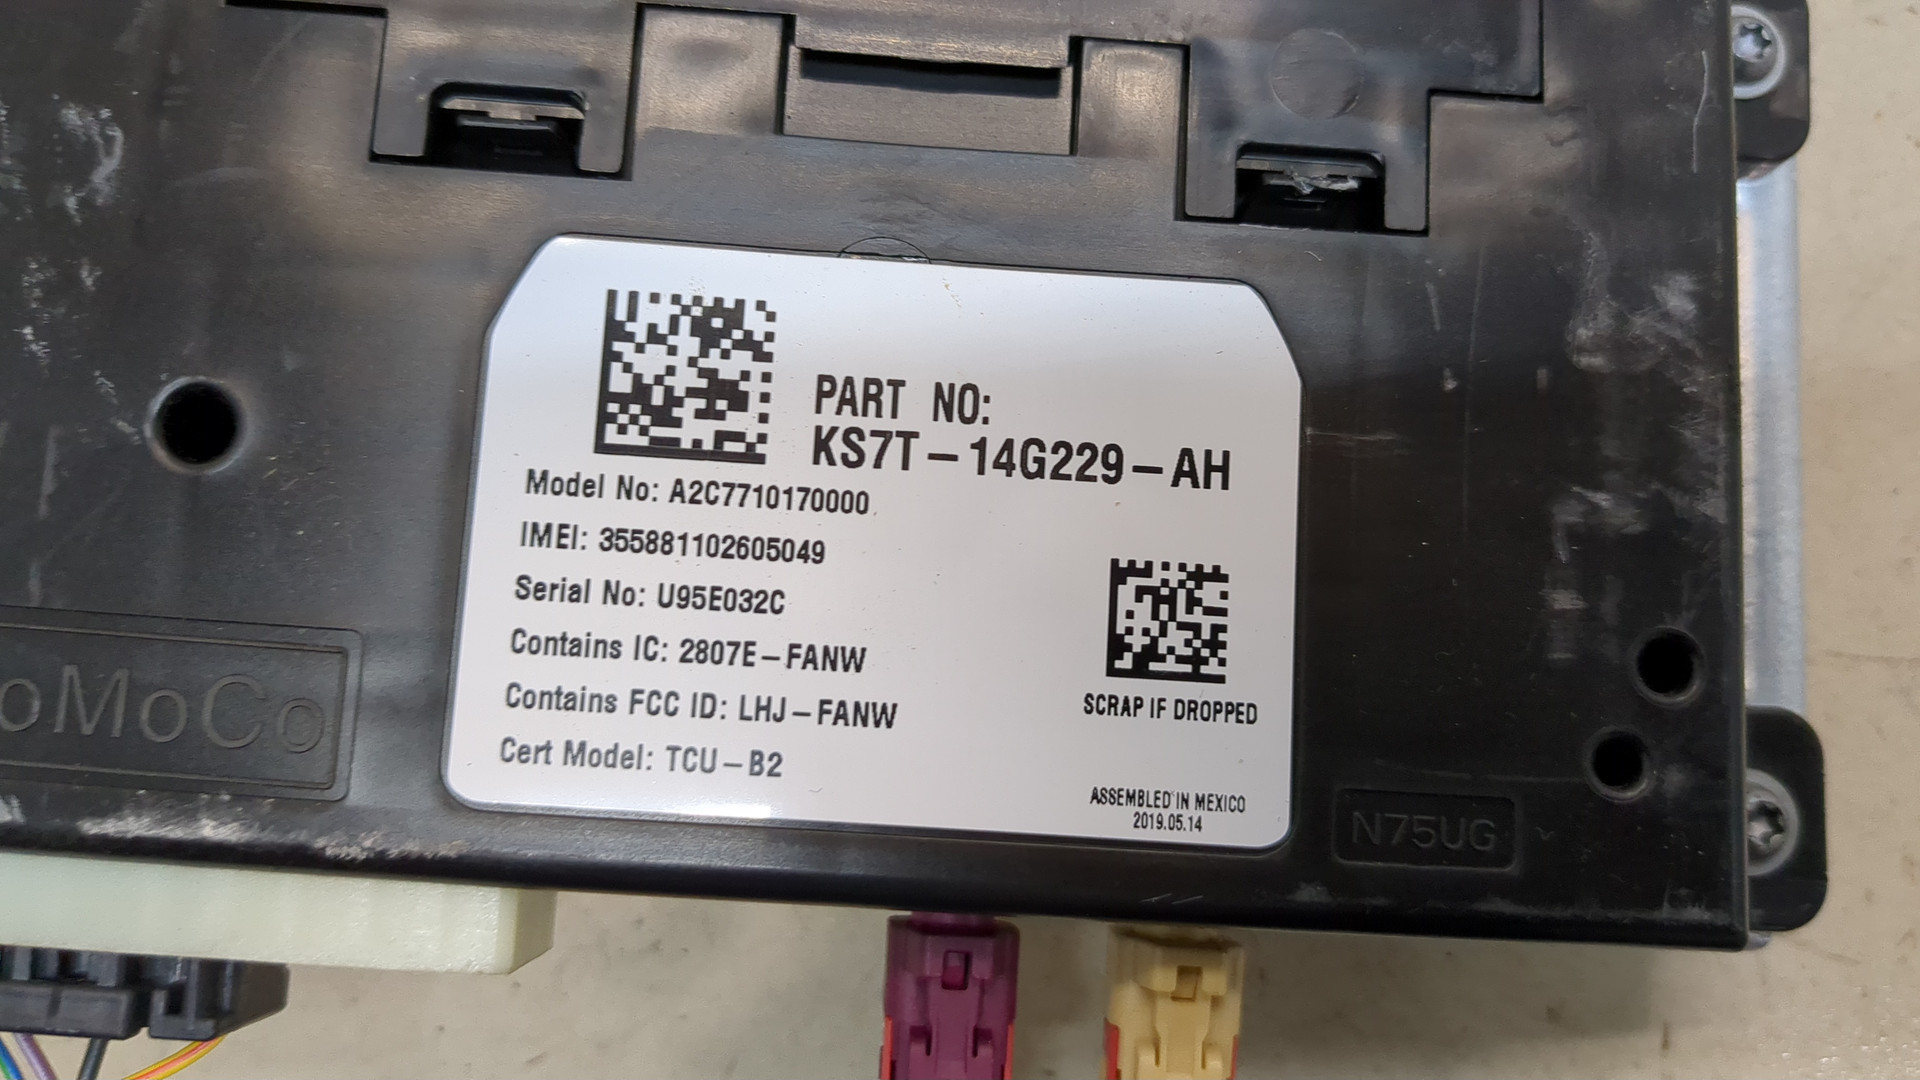 PART NO:
KS7T-14G229-AH
Model No: A2C7710170000
IMEI: 355881102605049
Serial No: U95E032C
Contains IC: 2807E-FANW
Contains FCC ID: LHJ-FANW
Cert Model: TCU-B2
SCRAP IF DROPPED
ASSEMBLED IN MEXICO
2019.05.14
oMoCo
N75UG